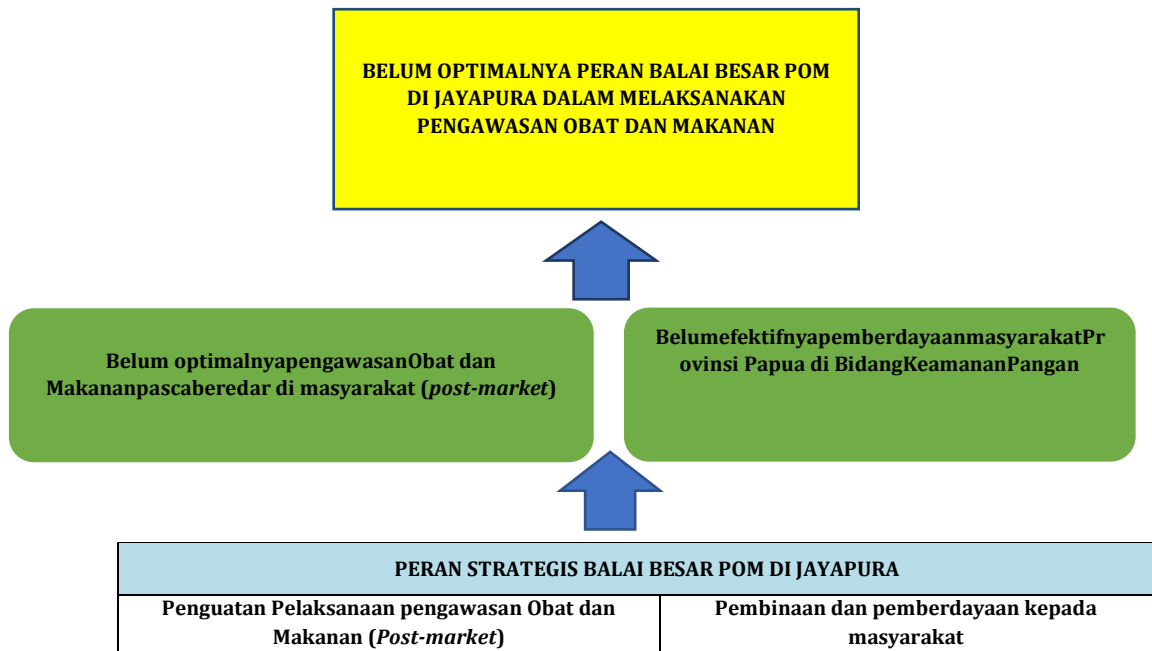 BELUM OPTIMALNYA PERAN BALAI BESAR POM
DI JAYAPURA DALAM MELAKSANAKAN
PENGAWASAN OBAT DAN MAKANAN
Belum optimalnyapengawasanObat dan
Makananpascaberedar di masyarakat (post-market)
BelumefektifnyapemberdayaanmasyarakatPr
ovinsi Papua di BidangKeamananPangan
PERAN STRATEGIS BALAI BESAR POM DI JAYAPURA
Penguatan Pelaksanaan pengawasan Obat dan
Makanan (Post-market)
Pembinaan dan pemberdayaan kepada
masyarakat